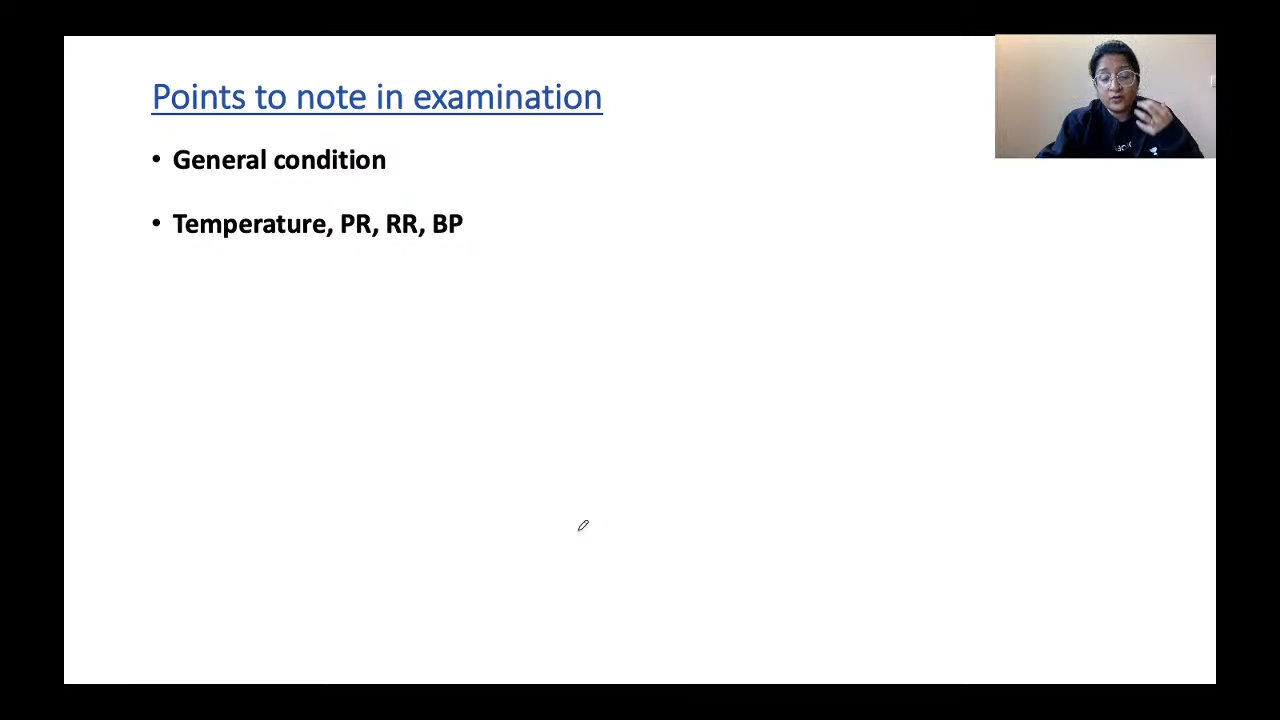 Points to note in examination
• General condition
• Temperature, PR, RR, BP